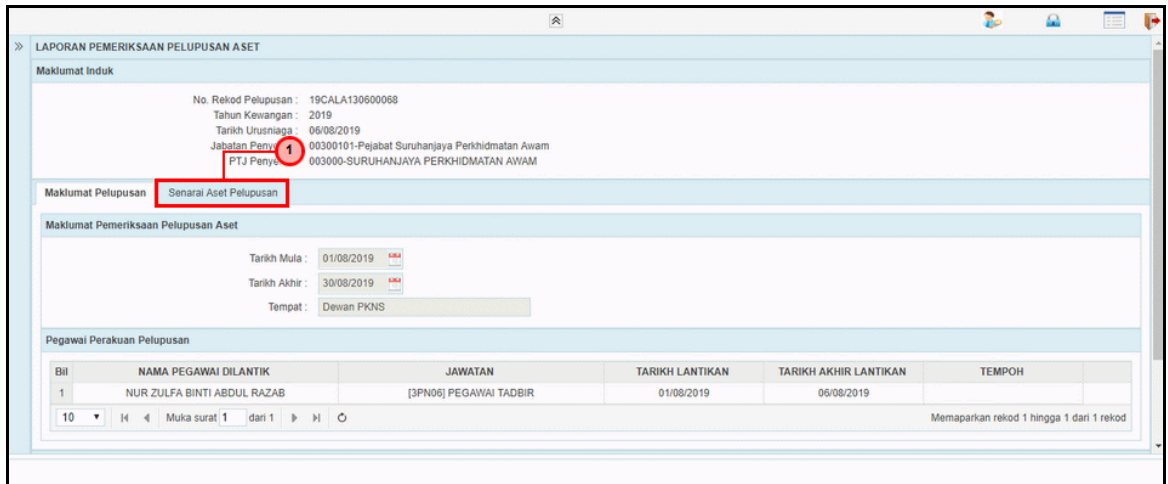 LAPORAN PEMERIKSAAN PELUPUSAN ASET
Maklumat Induk
No. Rekod Pelupusan : 19CALA130600068
Tahun Kewangan : 2019
Tarikh Urusniaga : 06/08/2019
Jabatan 00300101-Pejabat Suruhanjaya Perkhidmatan Awam
1
PTJ 003000-SURUHANJAYA PERKHIDMATAN AWAM
Maklumat Pelupusan Senarai Aset Pelupusan
Maklumat Pemeriksaan Pelupusan Aset
Tarikh Mula : 01/08/2019
Tarikh Akhir : 30/08/2019
Tempat : Dewan PKNS
Pegawai Perakuan Pelupusan
Bil NAMA PEGAWAI DILANTIK JAWATAN TARIKH LANTIKAN TARIKH AKHIR LANTIKAN TEMPOH
1 NUR ZULFA BINTI ABDUL RAZAB [3PN06] PEGAWAI TADBIR 01/08/2019 06/08/2019
10 Muka surat 1 dari 1 Memaparkan rekod 1 hingga 1 dari 1 rekod